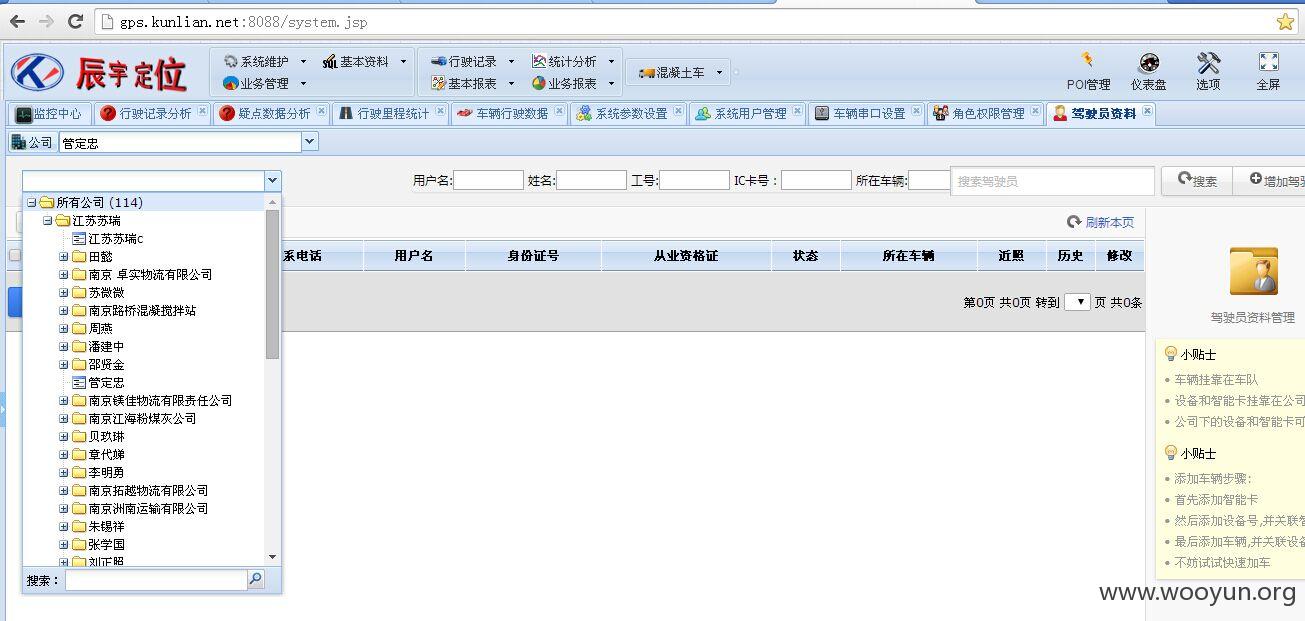 gps.kunlian.net:8088/system.jsp
辰宇定位
系统维护 基本资料 行驶记录 统计分析
业务管理 基本报表 业务报表
混凝土车
POI管理 仪表盘 选项 全屏
监控中心 行驶记录分析 疑点数据分析 行驶里程统计 车辆行驶数据 系统参数设置 系统用户管理 车辆串口设置 角色权限管理 驾驶员资料
公司 管定忠
用户名: 姓名: 工号: IC卡号： 所在车辆: 搜索驾驶员 搜索 增加驾
刷新本页
系电话 用户名 身份证号 从业资格证 状态 所在车辆 近照 历史 修改
第0页 共0页 转到 页 共0条
所有公司 (114)
江苏苏瑞
江苏苏瑞c
田懿
南京 卓实物流有限公司
苏微微
南京路桥混凝搅拌站
周燕
潘建中
邵贤金
管定忠
南京镁佳物流有限责任公司
南京江海粉煤灰公司
贝玖琳
章代娣
李明勇
南京拓越物流有限公司
南京洲南运输有限公司
朱锡祥
张学国
刘正照
搜索：
驾驶员资料管理
小贴士
车辆挂靠在车队
设备和智能卡挂靠在公司
公司下的设备和智能卡可
小贴士
添加车辆步骤:
首先添加智能卡
然后添加设备号,并关联智
最后添加车辆,并关联设备
不妨试试快速加车
www.wooyun.org